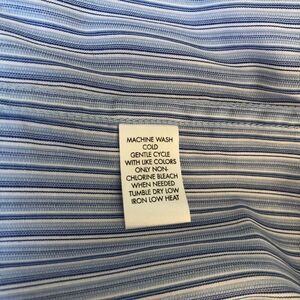 MACHINE WASH
COLD
GENTLE CYCLE
WITH LIKE COLORS
ONLY NON-
CHLORINE BLEACH
WHEN NEEDED
TUMBLE DRY LOW
IRON LOW HEAT